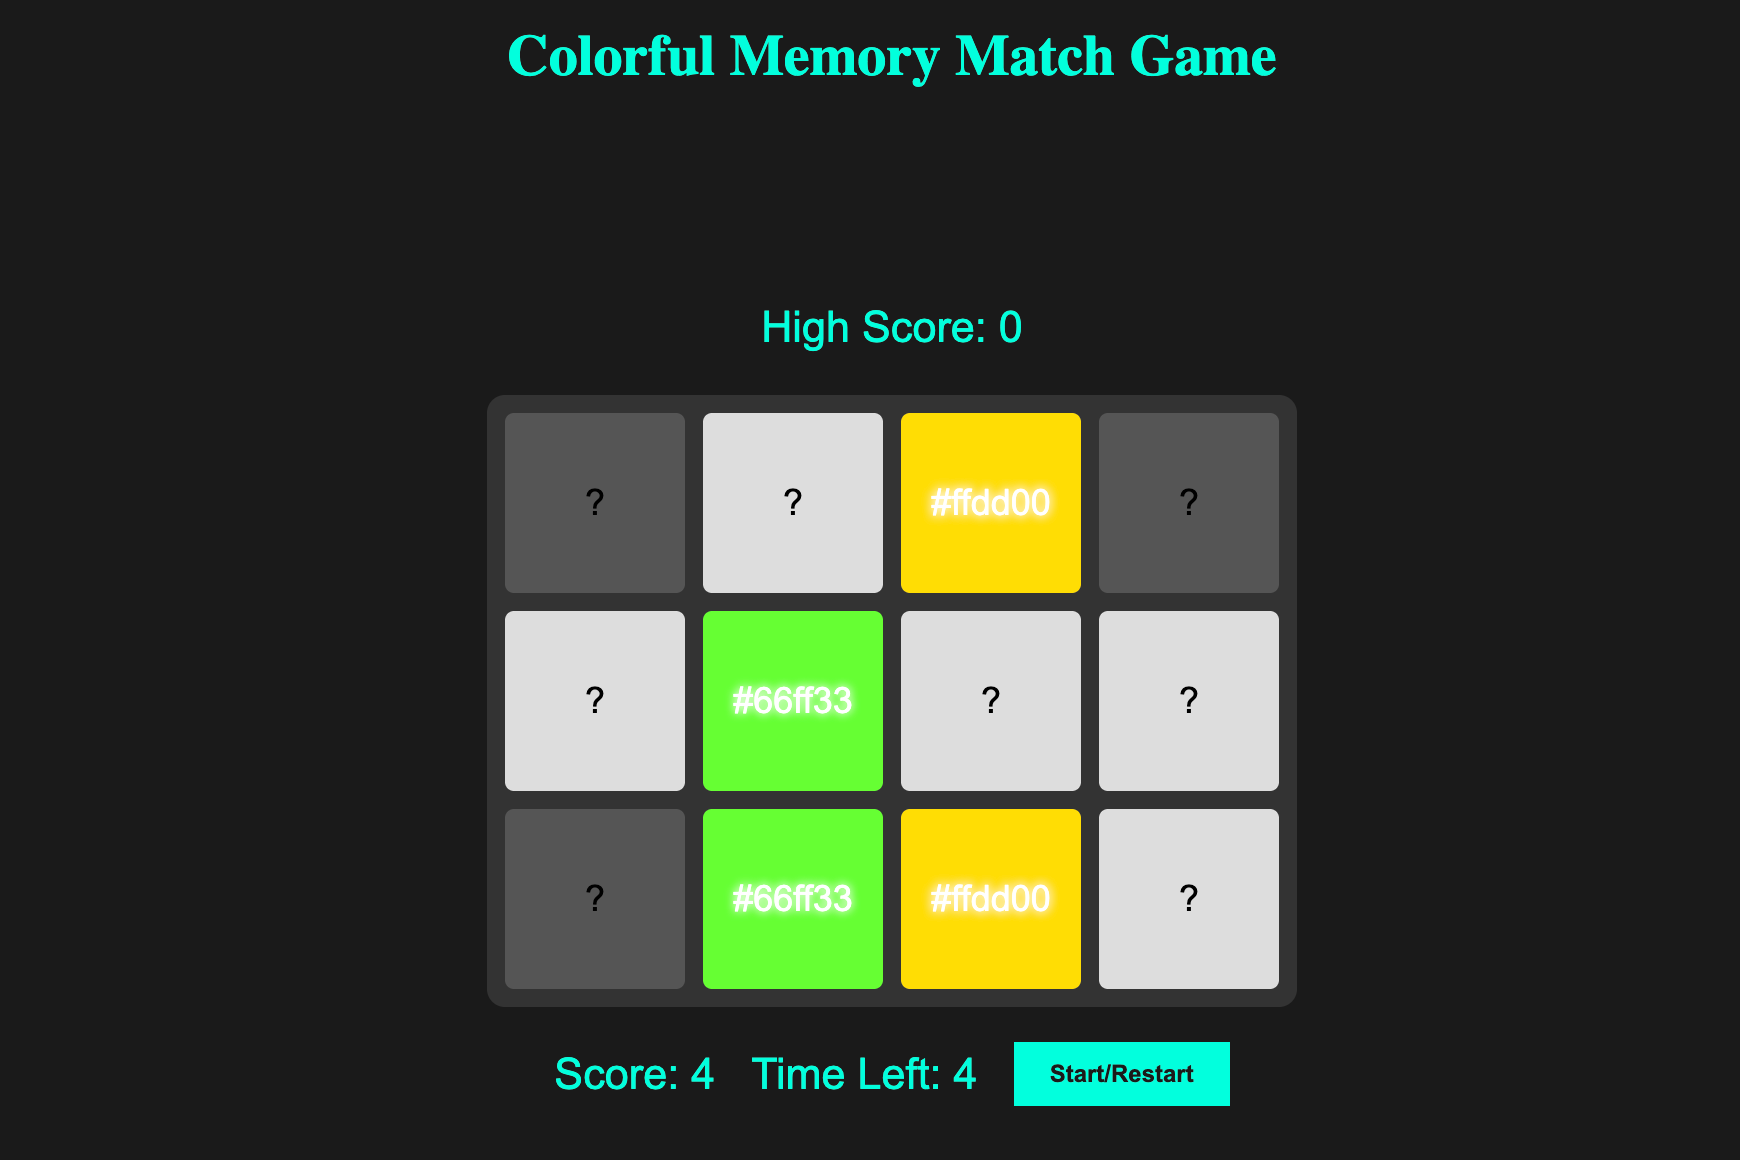 Colorful Memory Match Game
High Score: 0
? ? #ffdd00 ?
? #66ff33 ? ?
? #66ff33 #ffdd00 ?
Score: 4 Time Left: 4 Start/Restart